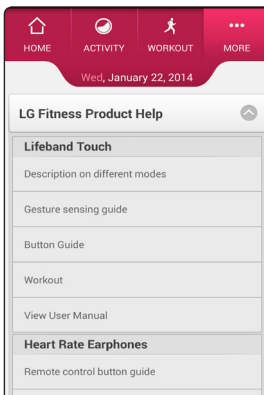 HOME ACTIVITY WORKOUT MORE
Wed, January 22, 2014
LG Fitness Product Help
Lifeband Touch
Description on different modes
Gesture sensing guide
Button Guide
Workout
View User Manual
Heart Rate Earphones
Remote control button guide